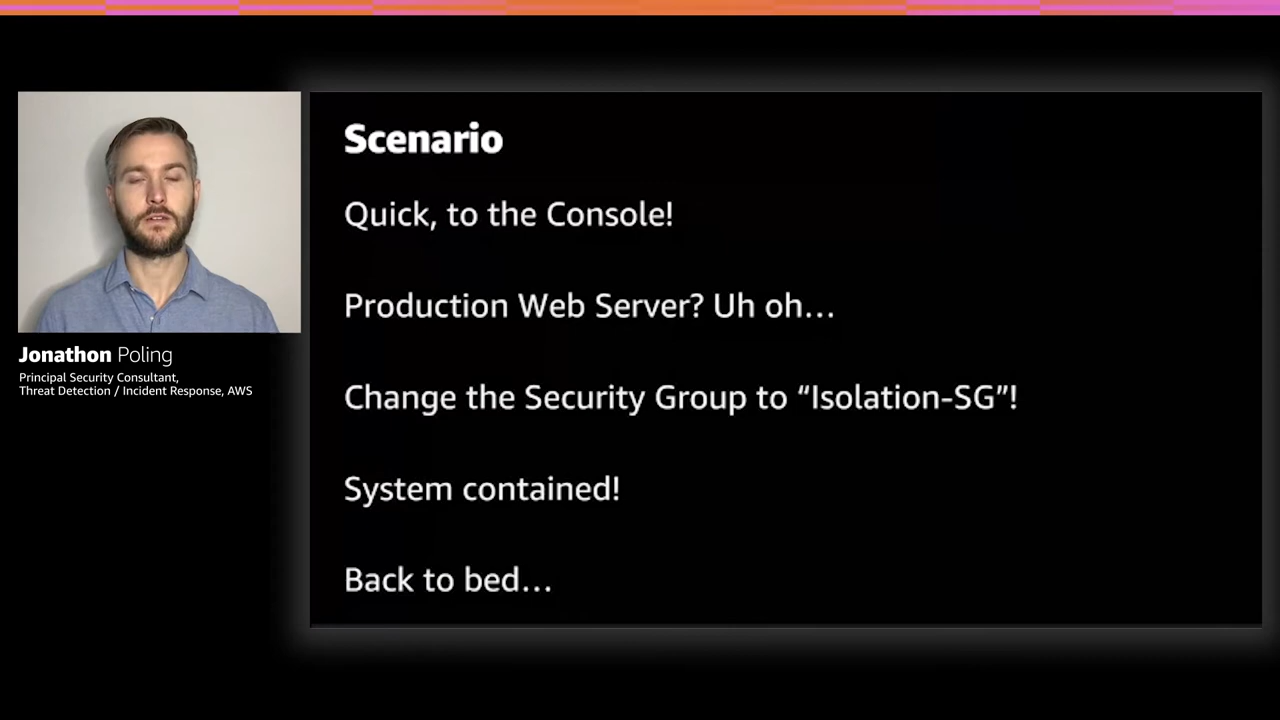 Scenario
Quick, to the Console!
Production Web Server? Uh oh...
Change the Security Group to “Isolation-SG”!
System contained!
Back to bed...
Jonathon Poling
Principal Security Consultant,
Threat Detection / Incident Response, AWS